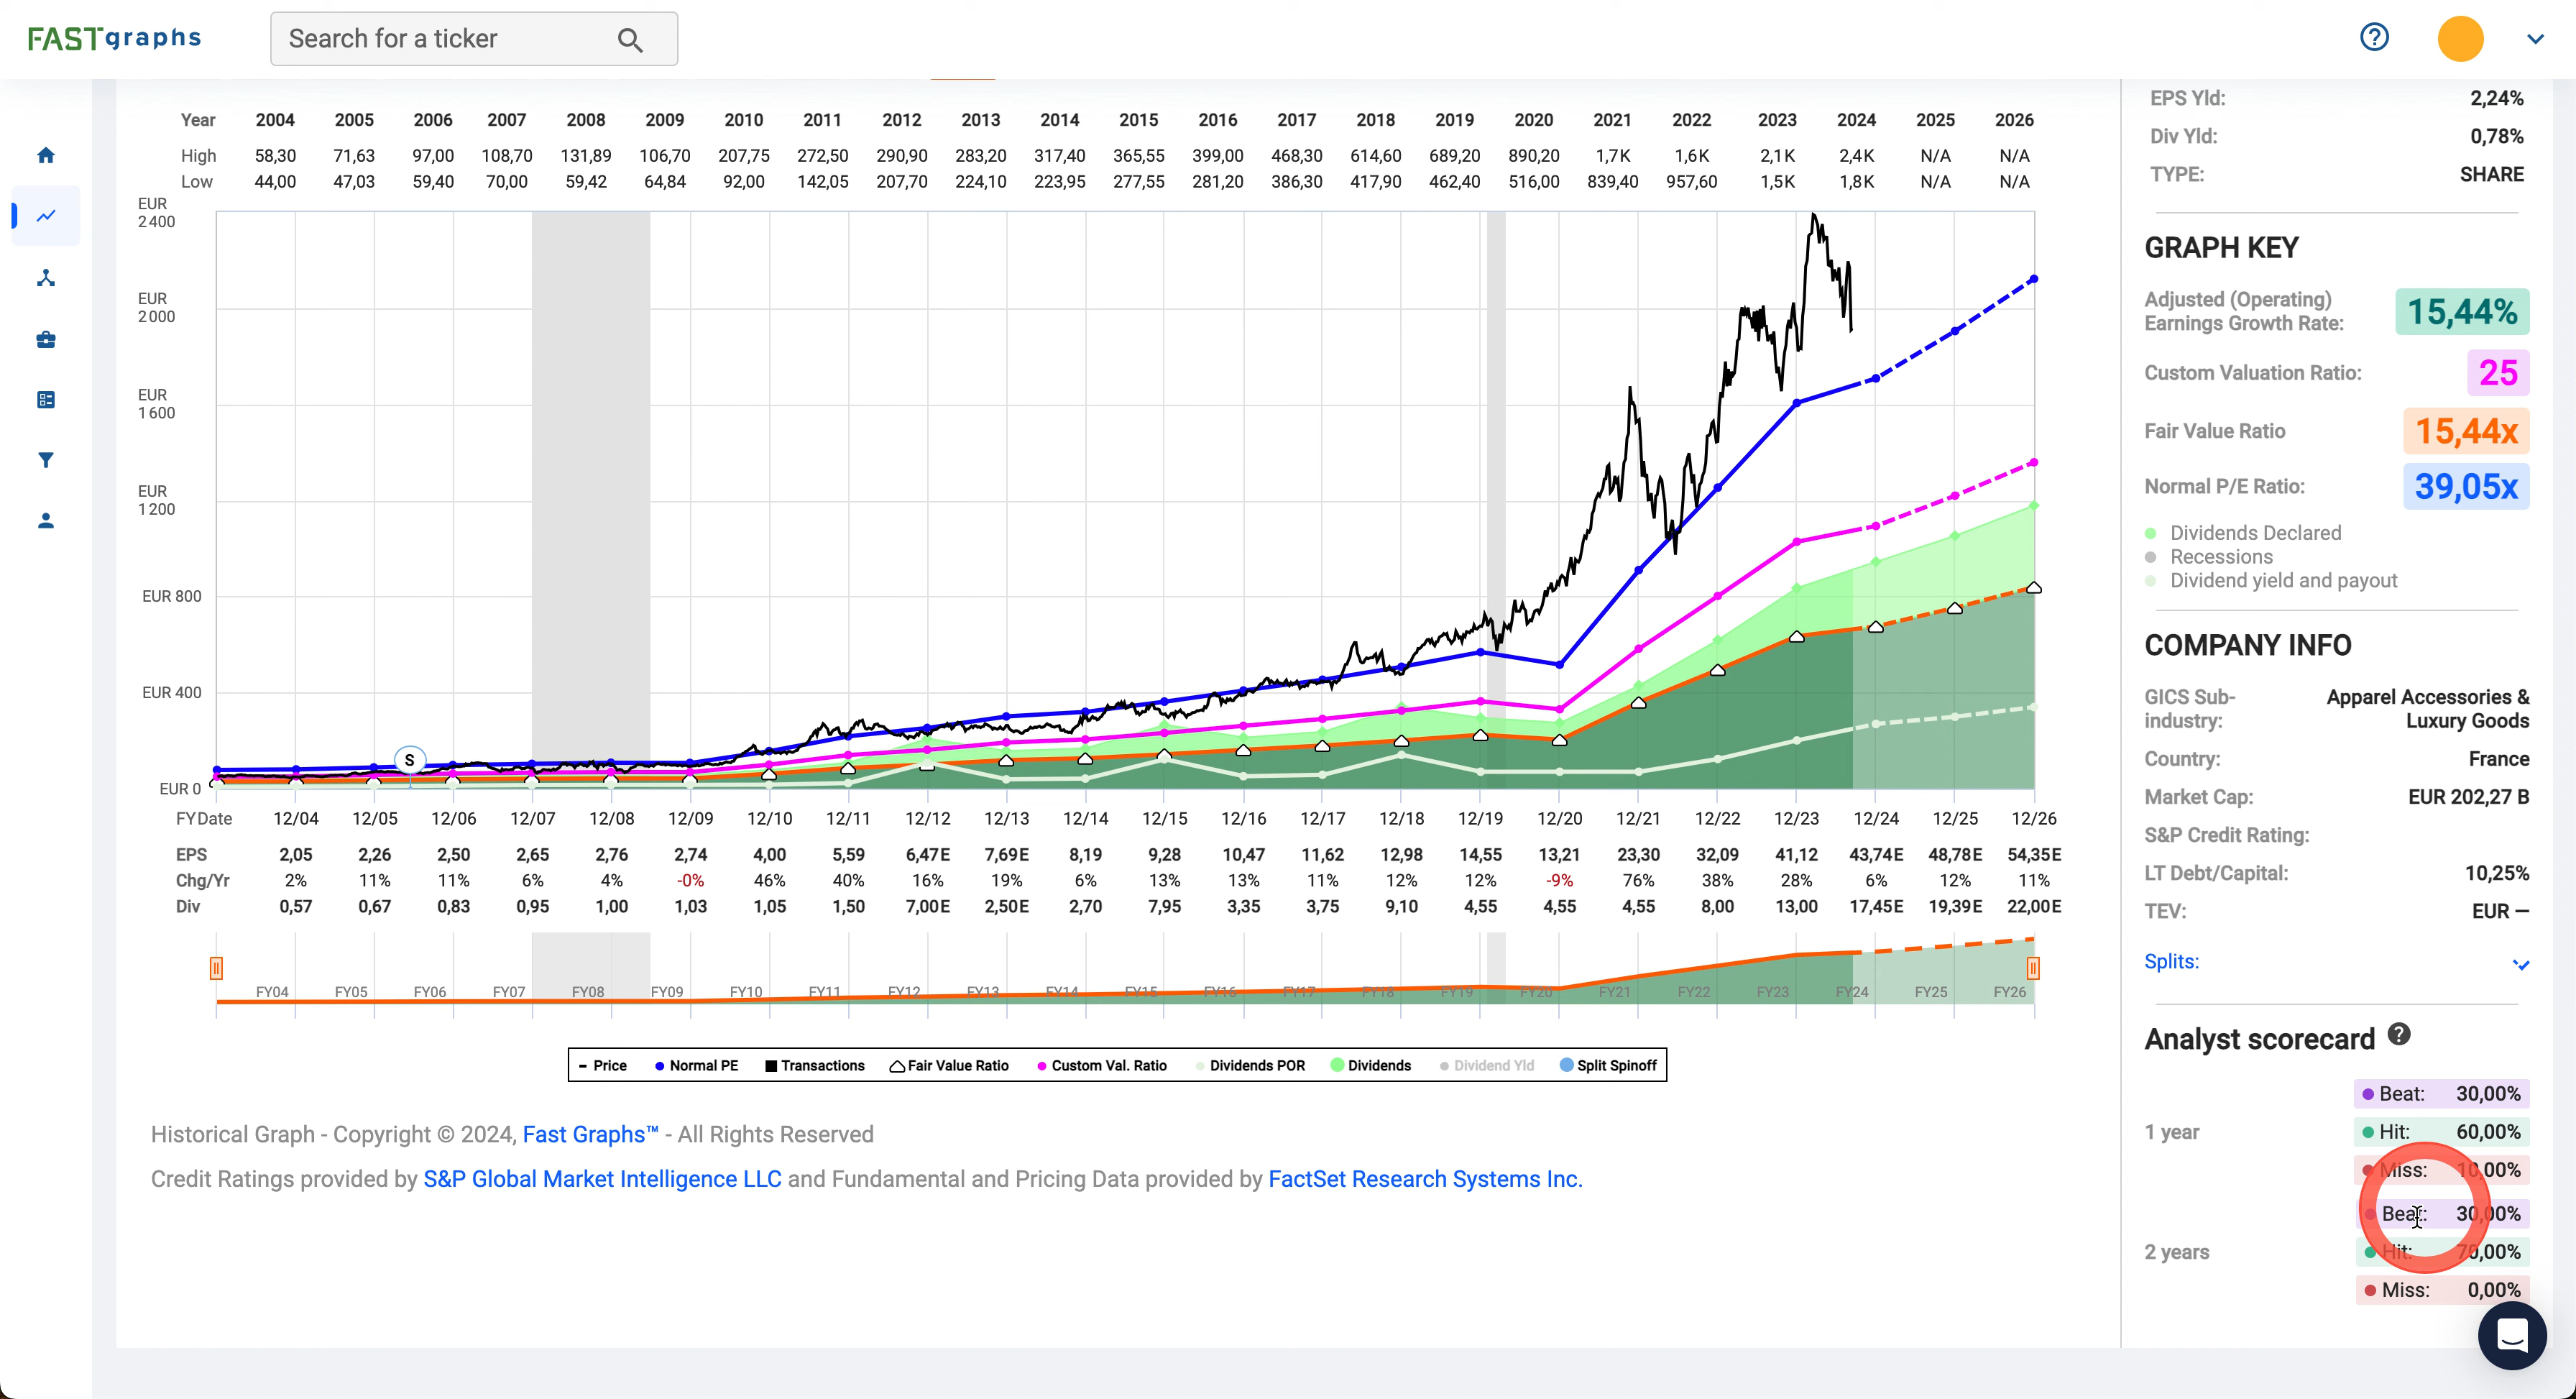 FASTgraphs
Search for a ticker
Year 2004 2005 2006 2007 2008 2009 2010 2011 2012 2013 2014 2015 2016 2017 2018 2019 2020 2021 2022 2023 2024 2025 2026
High 58,30 71,63 97,00 108,70 131,89 106,70 207,75 272,50 290,90 283,20 317,40 365,55 399,00 468,30 614,60 689,20 890,20 1,7K 1,6K 2,1K 2,4K N/A N/A
Low 44,00 47,03 59,40 70,00 59,42 64,84 92,00 142,05 207,70 224,10 223,95 277,55 281,20 386,30 417,90 462,40 516,00 839,40 957,60 1,5K 1,8K N/A N/A
EUR
2400
EUR
2000
EUR
1600
EUR
1200
EUR 800
EUR 400
EUR 0
S
FYDate 12/04 12/05 12/06 12/07 12/08 12/09 12/10 12/11 12/12 12/13 12/14 12/15 12/16 12/17 12/18 12/19 12/20 12/21 12/22 12/23 12/24 12/25 12/26
EPS 2,05 2,26 2,50 2,65 2,76 2,74 4,00 5,59 6,47E 7,69E 8,19 9,28 10,47 11,62 12,98 14,55 13,21 23,30 32,09 41,12 43,74E 48,78E 54,35E
Chg/Yr 2% 11% 11% 6% 4% -0% 46% 40% 16% 19% 6% 13% 13% 11% 12% 12% -9% 76% 38% 28% 6% 12% 11%
Div 0,57 0,67 0,83 0,95 1,00 1,03 1,05 1,50 7,00E 2,50E 2,70 7,95 3,35 3,75 9,10 4,55 4,55 4,55 8,00 13,00 17,45E 19,39E 22,00E
FY04 FY05 FY06 FY07 FY08 FY09 FY10 FY11 FY12 FY13 FY14 FY15 FY16 FY17 FY18 FY19 FY20 FY21 FY22 FY23 FY24 FY25 FY26
Price Normal PE Transactions Fair Value Ratio Custom Val. Ratio Dividends POR Dividends Dividend Yld Split Spinoff
Historical Graph - Copyright © 2024, Fast Graphs™ - All Rights Reserved
Credit Ratings provided by S&P Global Market Intelligence LLC and Fundamental and Pricing Data provided by FactSet Research Systems Inc.
EPS Yld: 2,24%
Div Yld: 0,78%
TYPE: SHARE
GRAPH KEY
Adjusted (Operating)
Earnings Growth Rate: 15,44%
Custom Valuation Ratio: 25
Fair Value Ratio 15,44x
Normal P/E Ratio: 39,05x
Dividends Declared
Recessions
Dividend yield and payout
COMPANY INFO
GICS Sub-
industry: Apparel Accessories &
Luxury Goods
Country: France
Market Cap: EUR 202,27 B
S&P Credit Rating:
LT Debt/Capital: 10,25%
TEV: EUR —
Splits:
Analyst scorecard
1 year
Beat: 30,00%
Hit: 60,00%
Miss: 10,00%
2 years
Beat: 30,00%
Hit: 70,00%
Miss: 0,00%